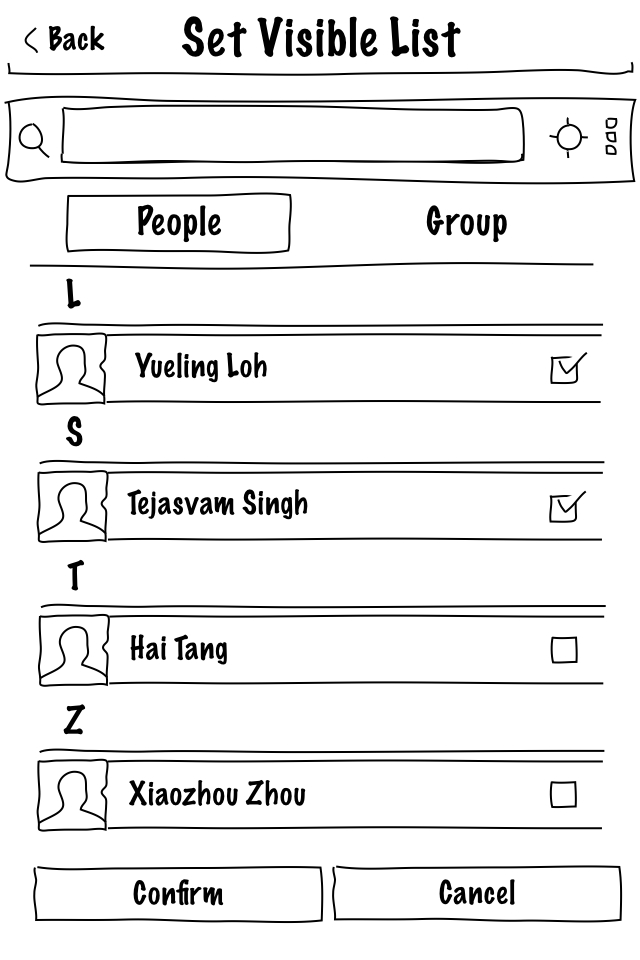 Back Set Visible List
People Group
L
Yueling Loh
S
Tejasvam Singh
T
Hai Tang
Z
Xiaozhou Zhou
Confirm Cancel